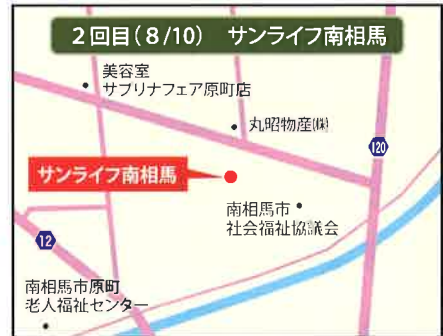 2回目(8/10) サンライフ南相馬
美容室
サブリナフェア原町店
丸昭物産㈱
120
サンライフ南相馬
南相馬市
社会福祉協議会
12
南相馬市原町
老人福祉センター